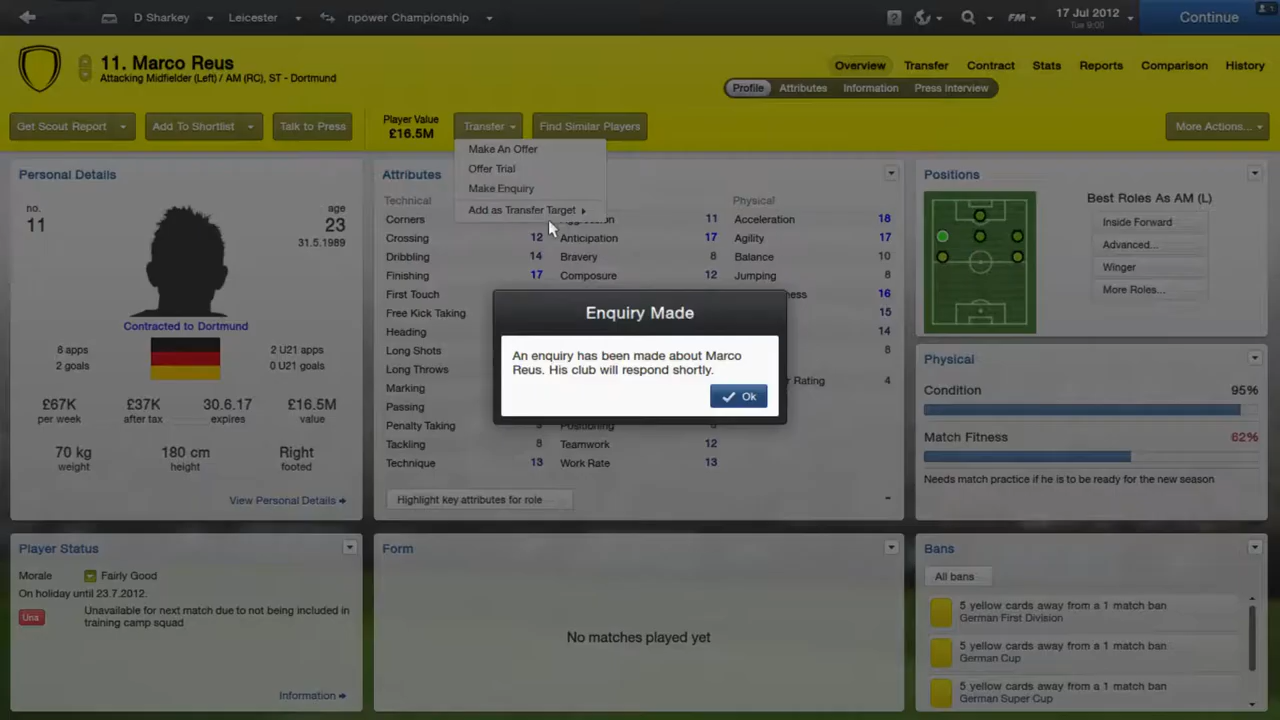 D Sharkey
Leicester
npower Championship
?
FM
17 Jul 2012
Tue 9:00
1
Continue
11. Marco Reus
Attacking Midfielder (Left) / AM (RC), ST - Dortmund
Overview
Transfer
Contract
Stats
Reports
Comparison
History
Profile
Attributes
Information
Press Interview
Get Scout Report
Add To Shortlist
Talk to Press
Player Value
£16.5M
Transfer
Find Similar Players
More Actions...
Make An Offer
Offer Trial
Make Enquiry
Add as Transfer Target
Personal Details
no.
11
age
23
31.5.1989
Contracted to Dortmund
6 apps
2 goals
2 U21 apps
0 U21 goals
£67K
per week
£37K
after tax
30.6.17
expires
£16.5M
value
70 kg
weight
180 cm
height
Right
footed
View Personal Details
Attributes
Technical
Physical
Corners
11
Acceleration 18
Crossing 12
Anticipation 17
Agility 17
Dribbling 14
Bravery 8
Balance 10
Finishing 17
Composure 12
Jumping 8
First Touch
16
Free Kick Taking
15
Heading
14
Long Shots
8
Long Throws
Rating 4
Marking
Passing
Penalty Taking
Positioning
Tackling 8
Teamwork 12
Technique 13
Work Rate 13
Highlight key attributes for role
-
Enquiry Made
An enquiry has been made about Marco
Reus. His club will respond shortly.
Ok
Positions
Best Roles As AM (L)
Inside Forward
Advanced...
Winger
More Roles...
Physical
Condition 95%
Match Fitness 62%
Needs match practice if he is to be ready for the new season
Player Status
Morale Fairly Good
On holiday until 23.7.2012.
Una
Unavailable for next match due to not being included in
training camp squad
Information
Form
No matches played yet
Bans
All bans
5 yellow cards away from a 1 match ban
German First Division
5 yellow cards away from a 1 match ban
German Cup
5 yellow cards away from a 1 match ban
German Super Cup